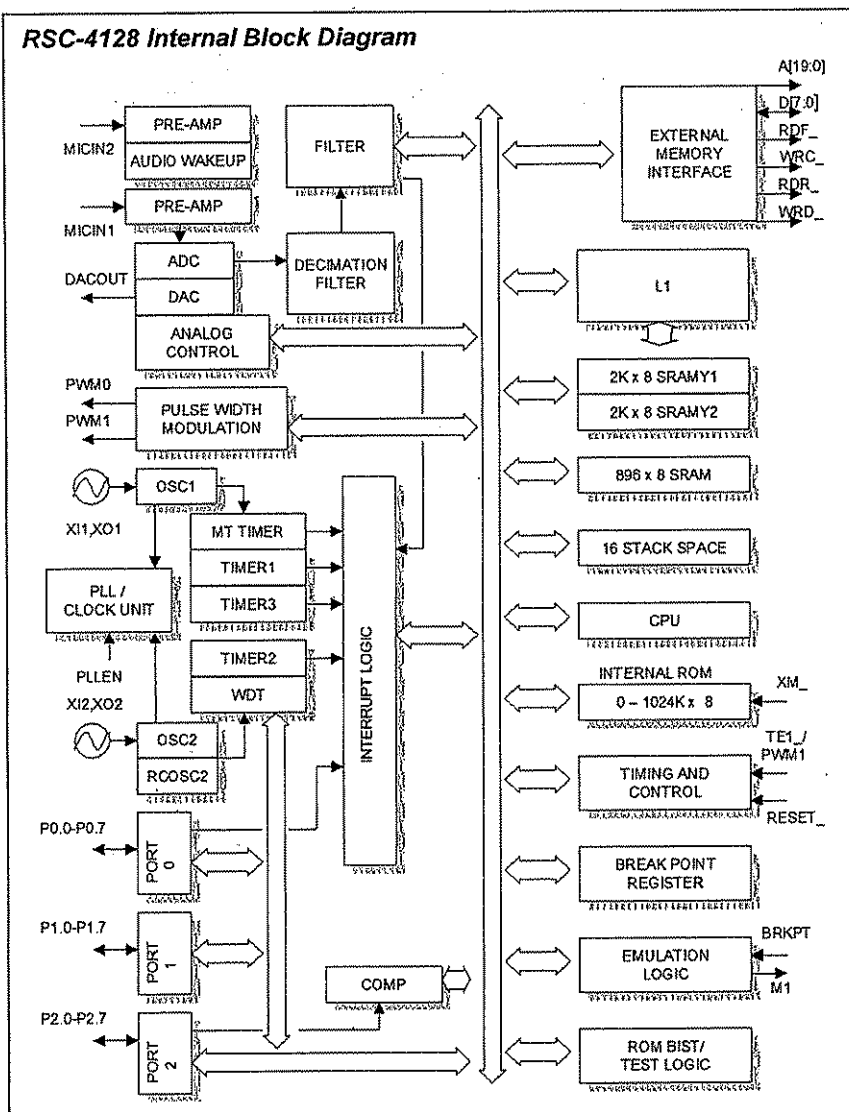 RSC-4128 Internal Block Diagram
MICIN2
PRE-AMP
AUDIO WAKEUP
MICIN1
PRE-AMP
DACOUT
ADC
DAC
ANALOG
CONTROL
FILTER
DECIMATION
FILTER
PWM0
PWM1
PULSE WIDTH
MODULATION
OSC1
XI1,XO1
MT TIMER
TIMER1
TIMER3
PLL /
CLOCK UNIT
PLLEN
XI2,XO2
TIMER2
WDT
OSC2
RCOSC2
INTERRUPT LOGIC
P0.0-P0.7
PORT
0
P1.0-P1.7
PORT
1
P2.0-P2.7
PORT
2
COMP
EXTERNAL
MEMORY
INTERFACE
A[19:0]
D[7:0]
RDF_
WRC_
RDR_
WRD_
L1
2K x 8 SRAMY1
2K x 8 SRAMY2
896 x 8 SRAM
16 STACK SPACE
CPU
INTERNAL ROM
0 – 1024K x 8
XM_
TIMING AND
CONTROL
TE1_/
PWM1
RESET_
BREAK POINT
REGISTER
EMULATION
LOGIC
BRKPT
M1
ROM BIST/
TEST LOGIC